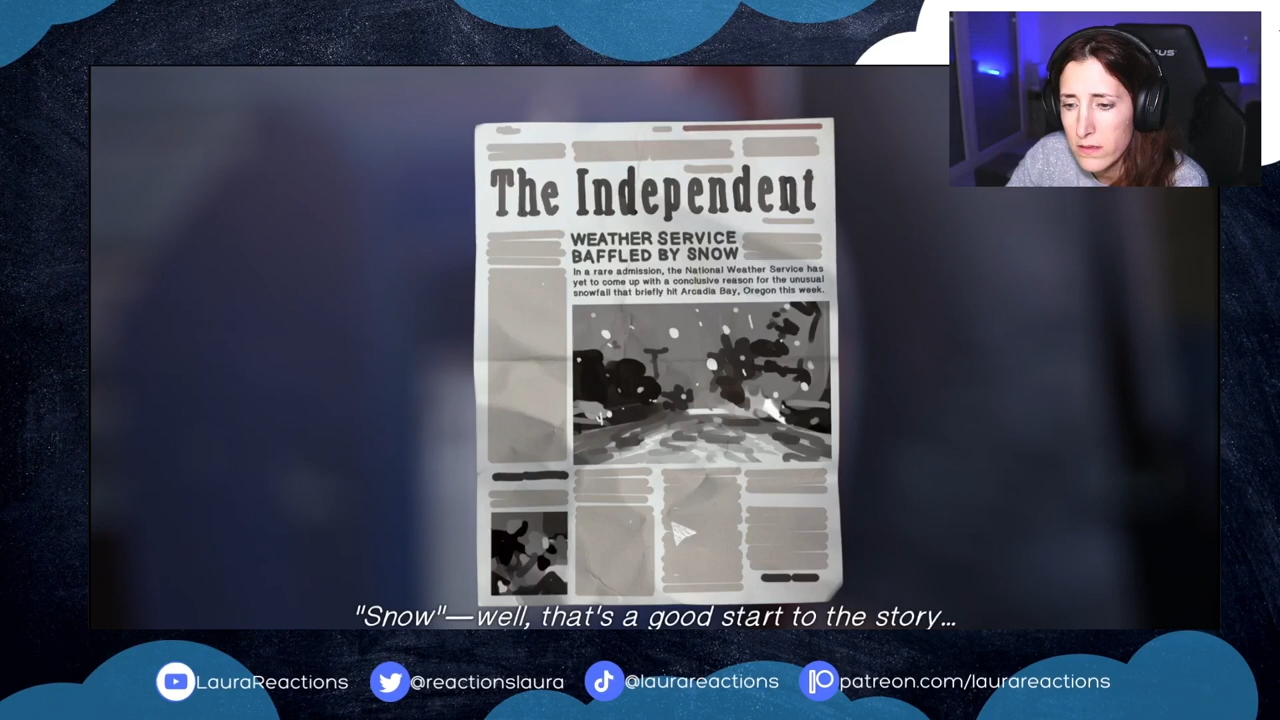 The Independent
WEATHER SERVICE
BAFFLED BY SNOW
In a rare admission, the National Weather Service has
yet to come up with a conclusive reason for the unusual
snowfall that briefly hit Arcadia Bay, Oregon this week.
"Snow"—well, that's a good start to the story...
LauraReactions
@reactionslaura
@laurareactions
patreon.com/laurareactions